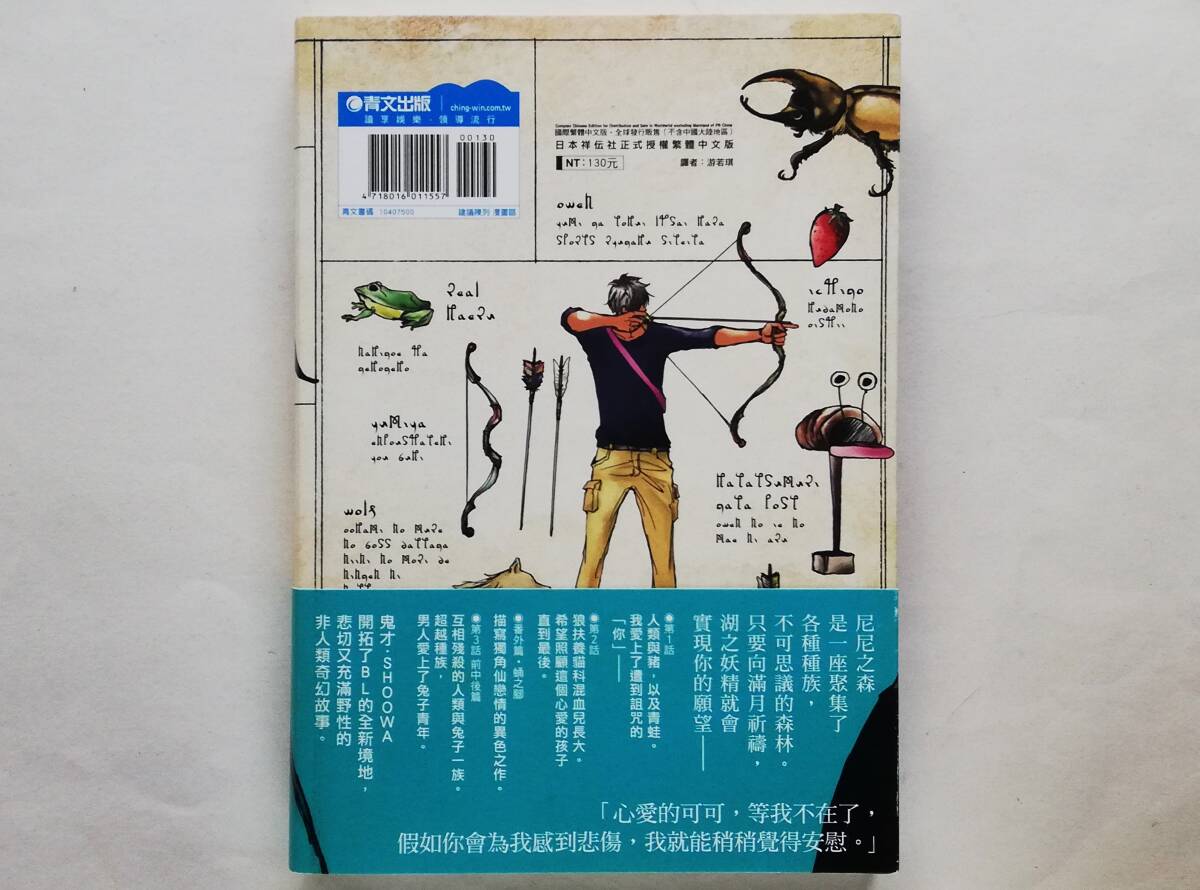 青文出版
ching-win.com.tw
讀享娛樂·領導流行
00130
4718016011557
青文書碼 10407500
建議陳列 漫畫區
Complex Chinese Edition for Distribution and Sale in Worldwide excluding Mainland of PR China
國際繁體中文版。全球發行販售(不含中國大陸地區)
日本祥伝社正式授權繁體中文版
NT:130元
譯者:游若琪
尼尼之森
是一座聚集了
各種種族,
不可思議的森林。
只要向滿月祈禱,
湖之妖精就會
實現你的願望——
●第1話
人類與豬,以及青蛙。
我愛上了遭到詛咒的
「你」——
●第2話
狼扶養貓科混血兒長大。
希望照顧這個心愛的孩子
直到最後。
●番外篇·蛹之腳
描寫獨角仙戀情的異色之作。
●第3話 前中後篇
互相殘殺的人類與兔子一族。
超越種族,
男人愛上了兔子青年。
鬼才·SHOOWA
開拓了BL的全新境地,
悲切又充滿野性的
非人類奇幻故事。
「心愛的可可,等我不在了,
假如你會為我感到悲傷,我就能稍稍覺得安慰。」